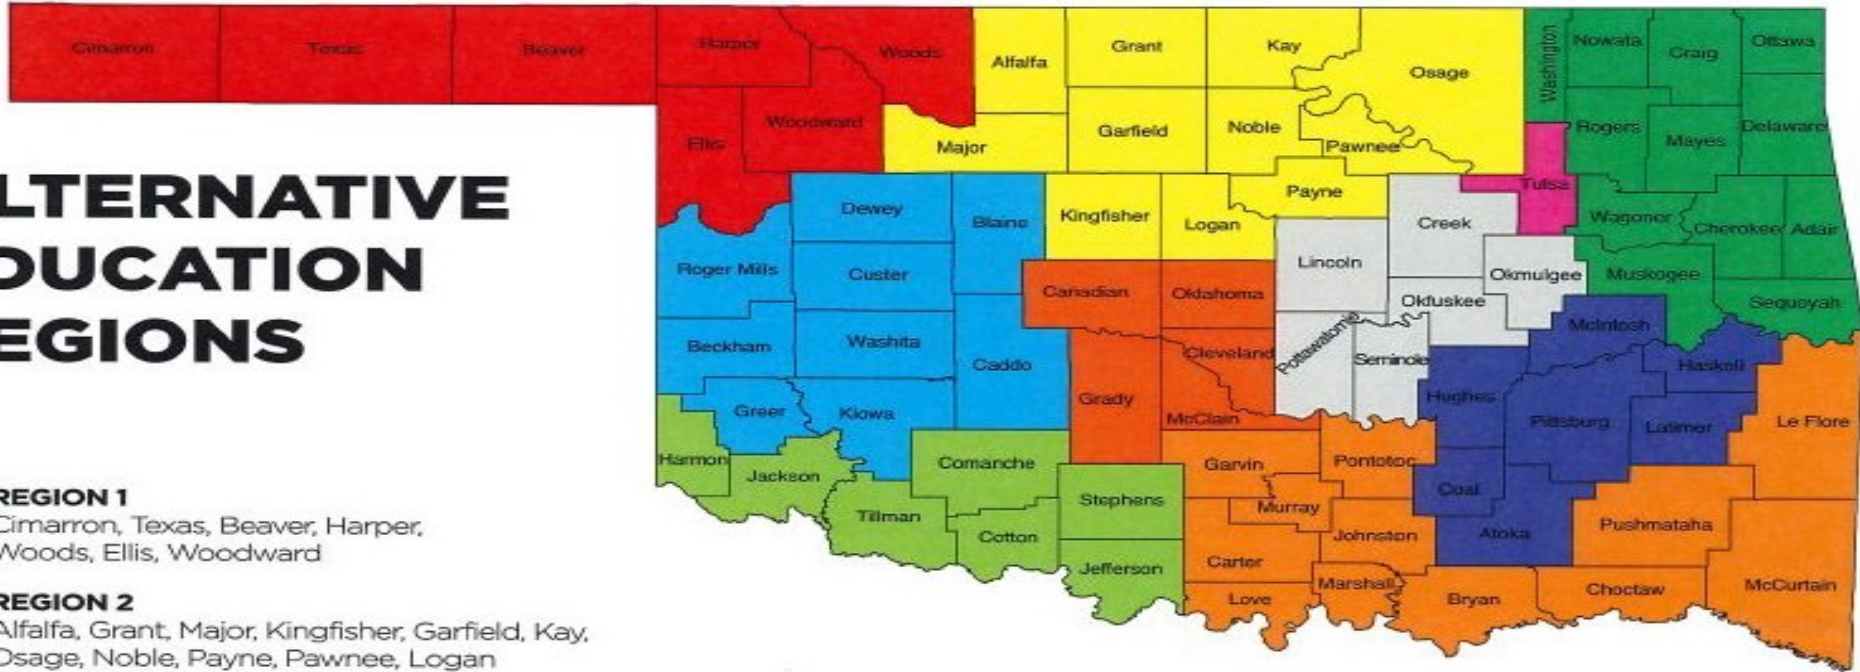 Cimarron
Texas
Beaver
Harper
Woods
Alfalfa
Grant
Kay
Osage
Washington
Nowata
Craig
Ottawa
Ellis
Woodward
Major
Garfield
Noble
Pawnee
Rogers
Mayes
Delaware
Tulsa
Dewey
Blaine
Kingfisher
Logan
Payne
Creek
Wagoner
Cherokee
Adair
Roger Mills
Custer
Canadian
Oklahoma
Lincoln
Okfuskee
Okmulgee
Muskogee
Sequoyah
Beckham
Washita
Caddo
Cleveland
Pottawatomie
Seminole
McIntosh
Haskell
Greer
Kiowa
Grady
McClain
Hughes
Pittsburg
Latimer
Le Flore
Harmon
Jackson
Comanche
Garvin
Pontotoc
Tillman
Stephens
Murray
Coal
Cotton
Johnston
Atoka
Pushmataha
Jefferson
Carter
Love
Marshall
Bryan
Choctaw
McCurtain
LTERNATIVE
DUCATION
EGIONS
REGION 1
Cimarron, Texas, Beaver, Harper,
Woods, Ellis, Woodward
REGION 2
Alfalfa, Grant, Major, Kingfisher, Garfield, Kay,
Osage, Noble, Payne, Pawnee, Logan